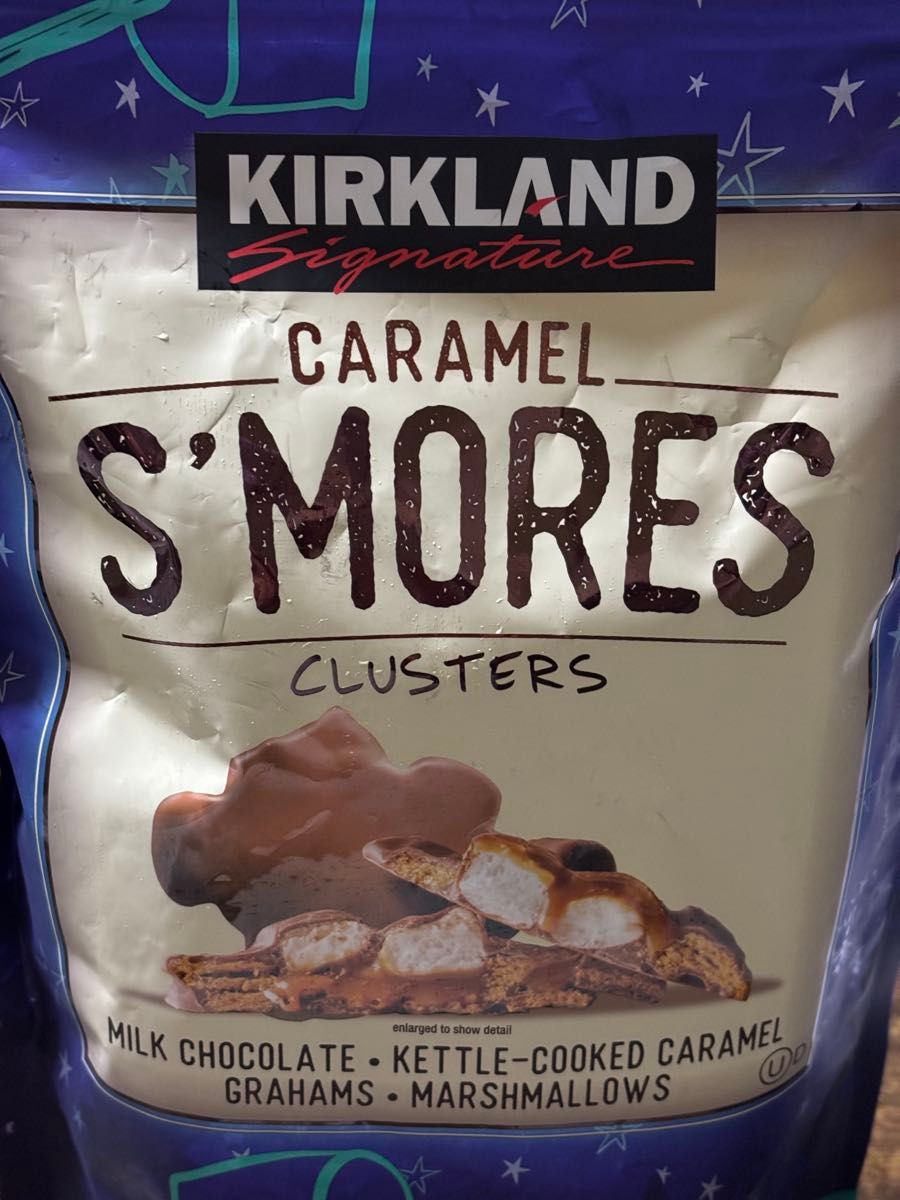 KIRKLAND
Signature
CARAMEL
S'MORES
CLUSTERS
enlarged to show detail
MILK CHOCOLATE • KETTLE-COOKED CARAMEL
GRAHAMS • MARSHMALLOWS
U D